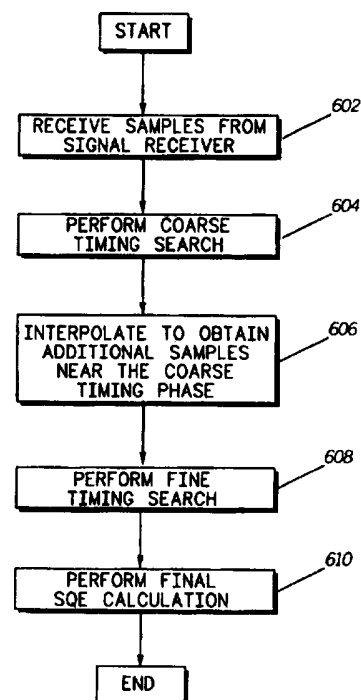 START
602
RECEIVE SAMPLES FROM
SIGNAL RECEIVER
604
PERFORM COARSE
TIMING SEARCH
606
INTERPOLATE TO OBTAIN
ADDITIONAL SAMPLES
NEAR THE COARSE
TIMING PHASE
608
PERFORM FINE
TIMING SEARCH
610
PERFORM FINAL
SQE CALCULATION
END